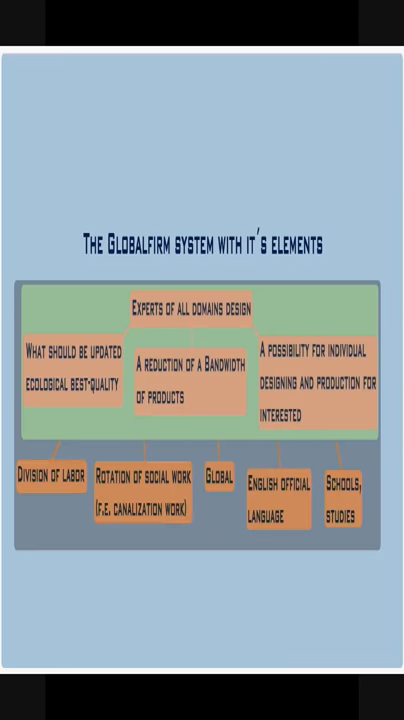 The Globalfirm system with it´s elements
Experts of all domains design
What should be updated
ecological best-quality
A reduction of a Bandwidth
of products
A possibility for individual
designing and production for
interested
Division of labor
Rotation of social work
(f.e. canalization work)
Global
English official
language
Schools,
studies